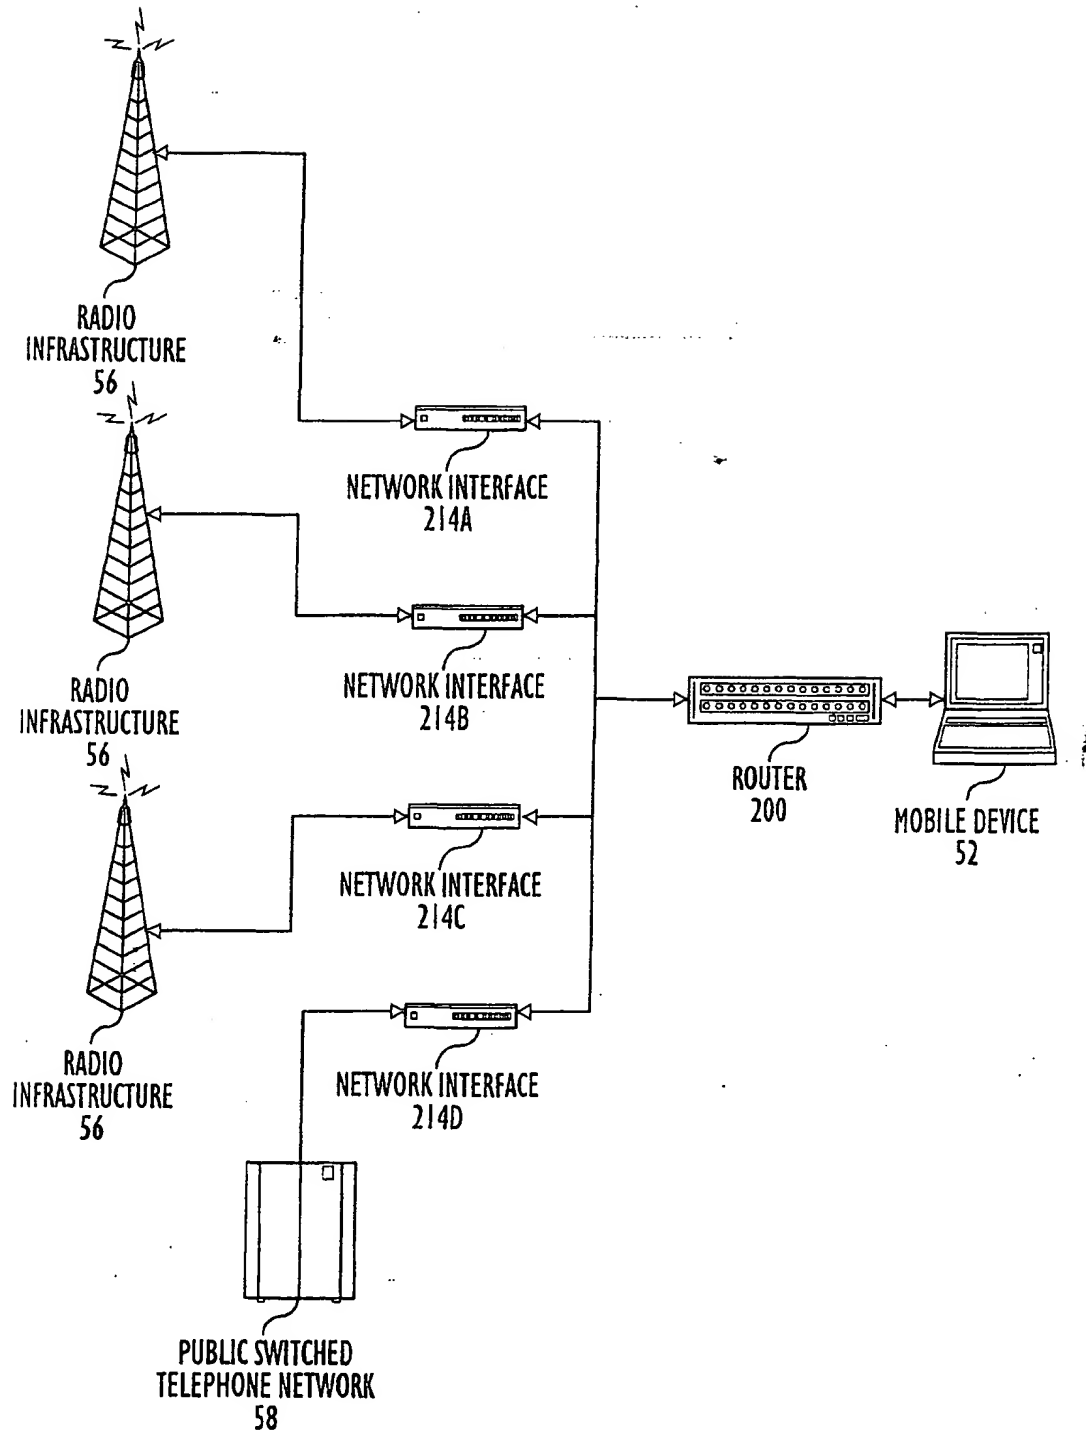 RADIO
INFRASTRUCTURE
56
NETWORK INTERFACE
214A
RADIO
INFRASTRUCTURE
56
NETWORK INTERFACE
214B
ROUTER
200
MOBILE DEVICE
52
NETWORK INTERFACE
214C
RADIO
INFRASTRUCTURE
56
NETWORK INTERFACE
214D
PUBLIC SWITCHED
TELEPHONE NETWORK
58